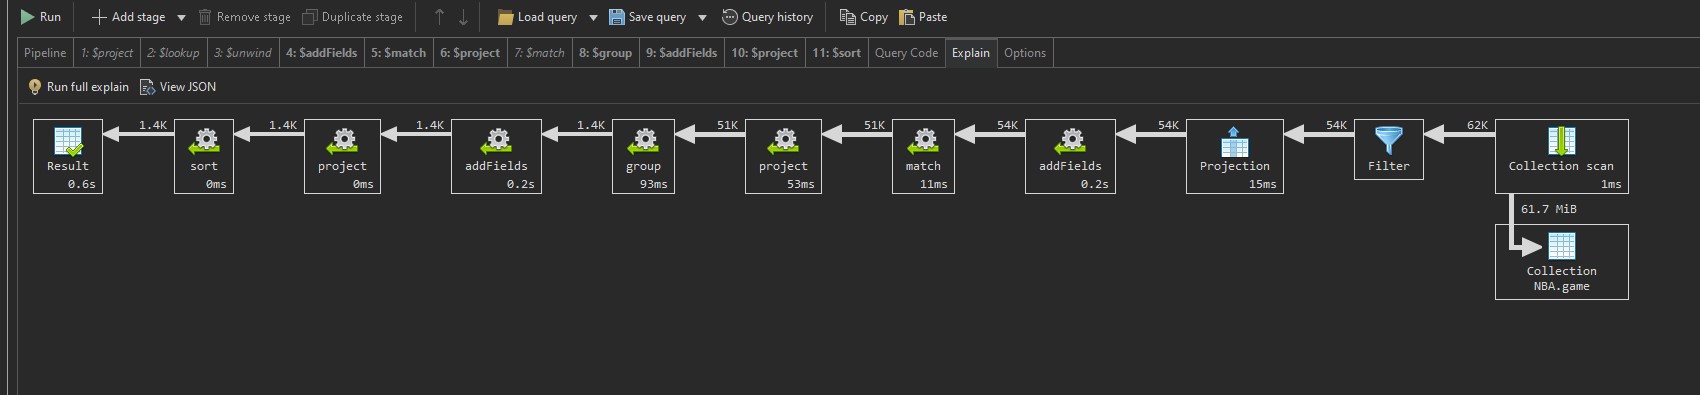 Run Add stage Remove stage Duplicate stage Load query Save query Query history Copy Paste
Pipeline 1: $project 2: $lookup 3: $unwind 4: $addFields 5: $match 6: $project 7: $match 8: $group 9: $addFields 10: $project 11: $sort Query Code Explain Options
Run full explain View JSON
1.4K 1.4K 1.4K 1.4K 51K 51K 54K 54K 54K 62K
Result sort project addFields group project match addFields Projection Filter Collection scan
0.6s 0ms 0ms 0.2s 93ms 53ms 11ms 0.2s 15ms 1ms
61.7 MiB
Collection
NBA.game